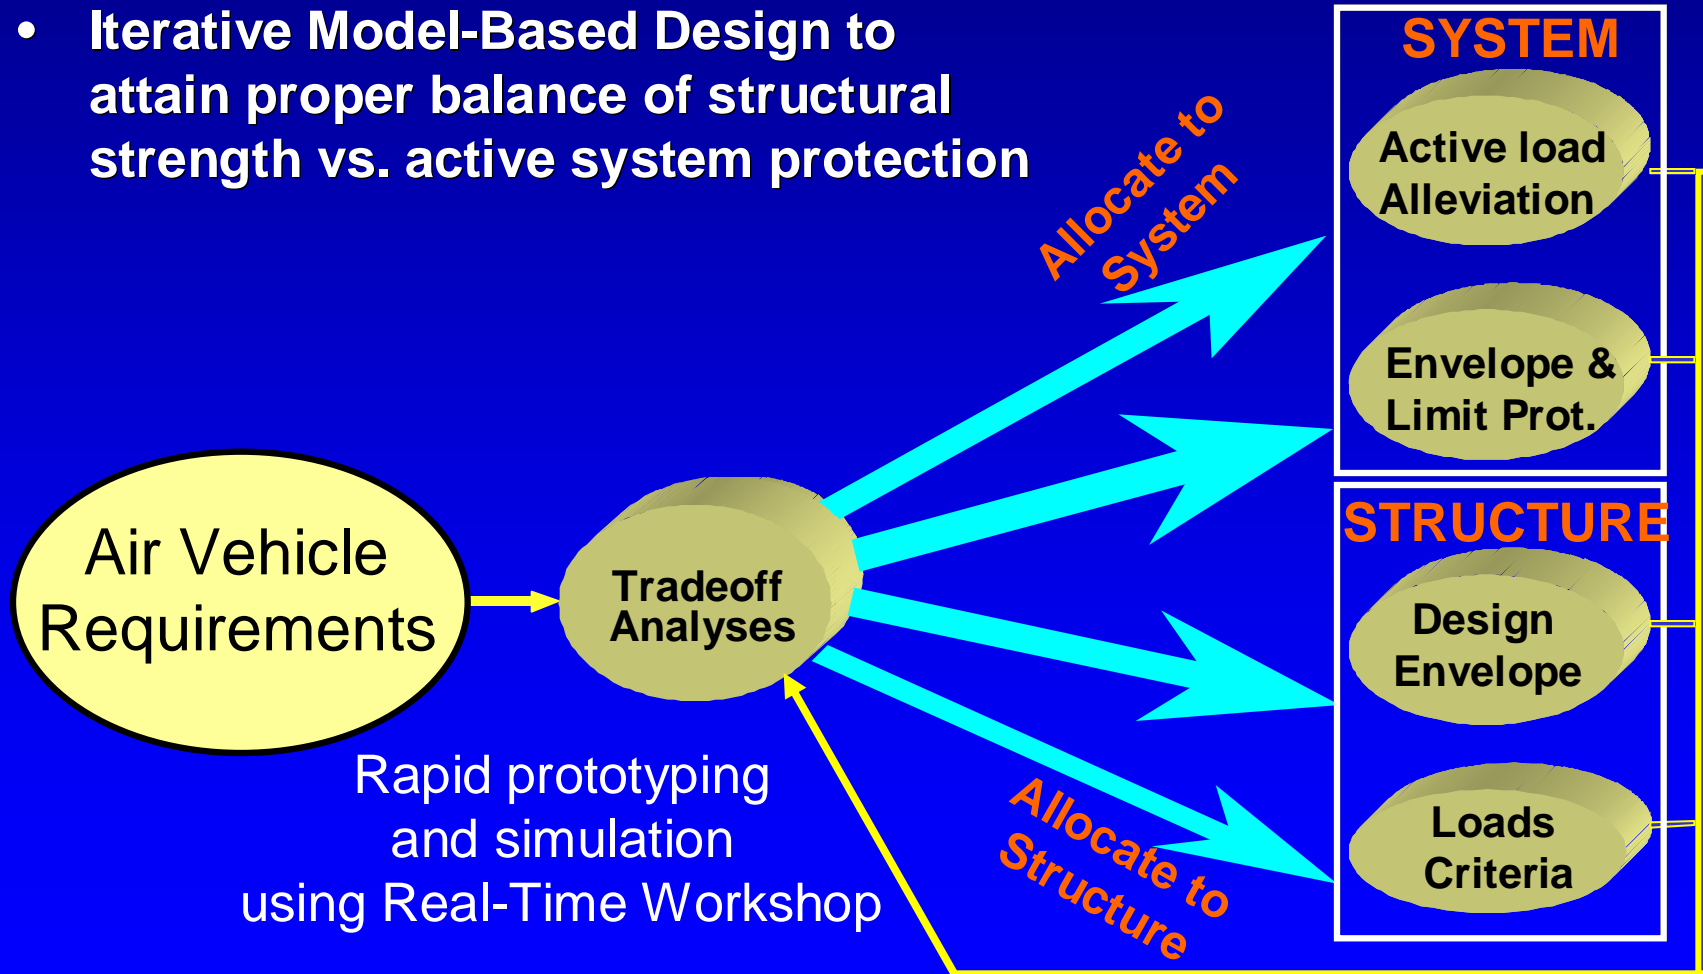 • Iterative Model-Based Design to
attain proper balance of structural
strength vs. active system protection
SYSTEM
Active load
Alleviation
Envelope &
Limit Prot.
Allocate to
System
Air Vehicle
Requirements
Tradeoff
Analyses
STRUCTURE
Design
Envelope
Loads
Criteria
Allocate to
Structure
Rapid prototyping
and simulation
using Real-Time Workshop